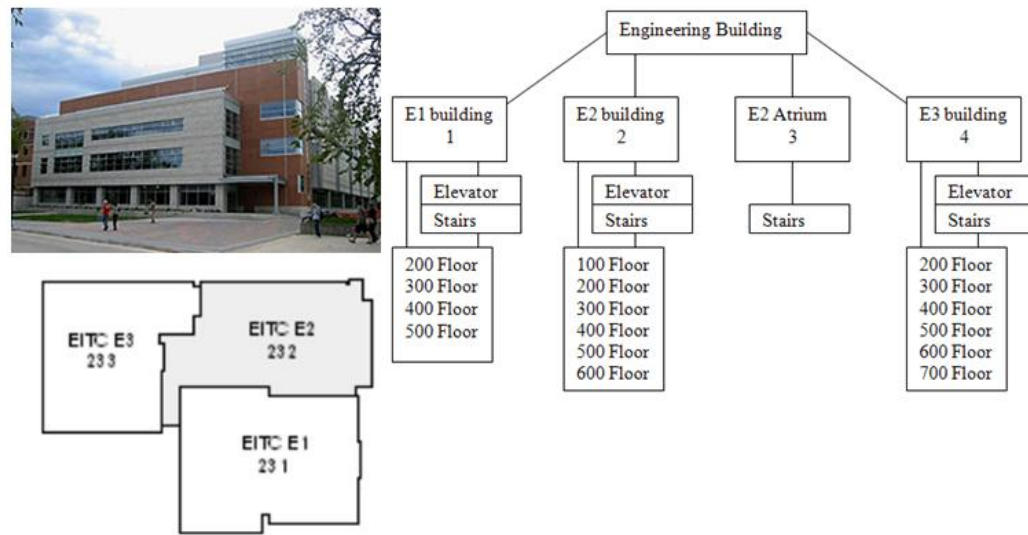 Engineering Building
E1 building
1
E2 building
2
E2 Atrium
3
E3 building
4
Elevator
Stairs
Elevator
Stairs
Stairs
Elevator
Stairs
200 Floor
300 Floor
400 Floor
500 Floor
100 Floor
200 Floor
300 Floor
400 Floor
500 Floor
600 Floor
200 Floor
300 Floor
400 Floor
500 Floor
600 Floor
700 Floor
EITC E3
233
EITC E2
232
EITC E1
231